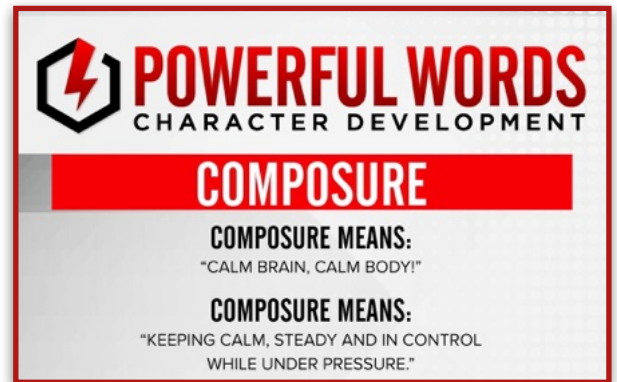 POWERFUL WORDS
CHARACTER DEVELOPMENT
COMPOSURE
COMPOSURE MEANS:
“CALM BRAIN, CALM BODY!”
COMPOSURE MEANS:
“KEEPING CALM, STEADY AND IN CONTROL
WHILE UNDER PRESSURE.”